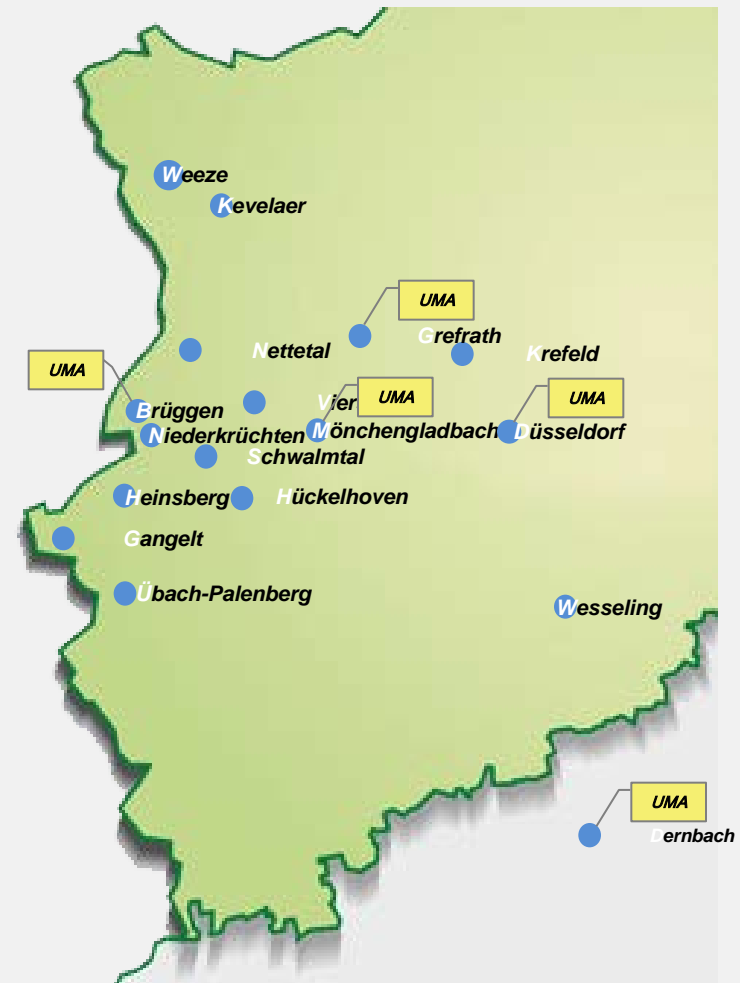 Weeze
Kevelaer
UMA
Grefrath
Nettetal
Krefeld
UMA
UMA
UMA
Brüggen
Vier
Niederkrüchten
Mönchengladbach
Düsseldorf
Schwalmtal
Heinsberg
Hückelhoven
Gangelt
Übach-Palenberg
Wesseling
UMA
Dernbach